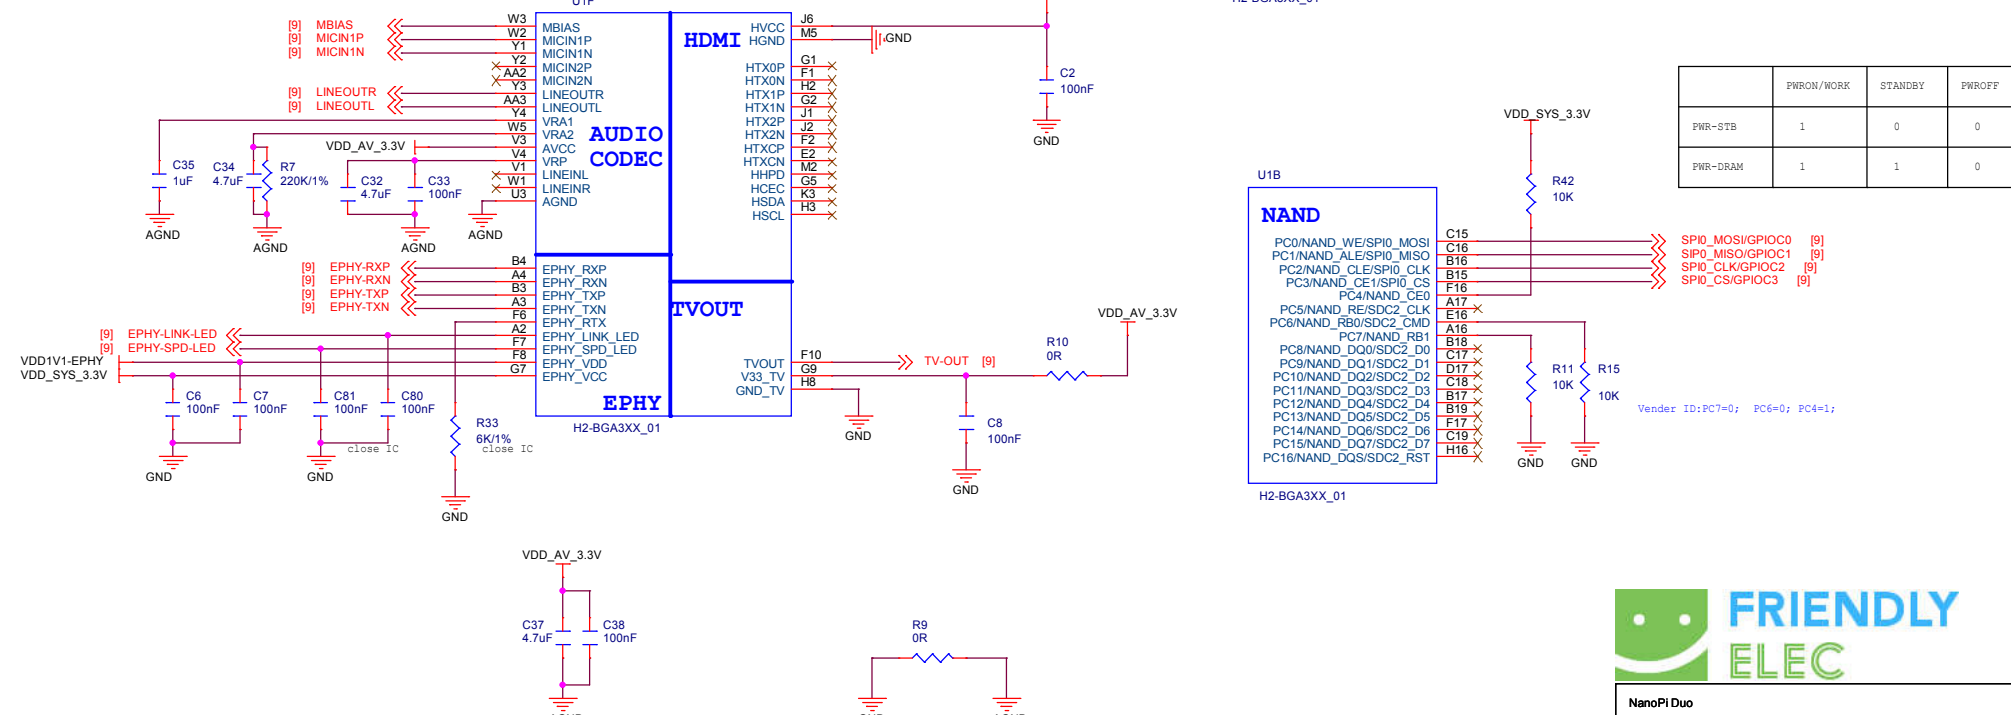 U1F
H2-BGA3XX_01
[9] MBIAS
[9] MICIN1P
[9] MICIN1N
[9] LINEOUTR
[9] LINEOUTL
W3 MBIAS
W2 MICIN1P
Y1 MICIN1N
Y2 MICIN2P
AA2 MICIN2N
Y3 LINEOUTR
AA3 LINEOUTL
Y4 VRA1
W5 VRA2
V3 AVCC
V4 VRP
V1 LINEINL
W1 LINEINR
U3 AGND
AUDIO
CODEC
HDMI
HVCC J6
HGND M5
GND
HTX0P G1
HTX0N F1
HTX1P H2
HTX1N G2
HTX2P J1
HTX2N J2
HTXCP F2
HTXCN E2
HHPD M2
HCEC G5
HSDA K3
HSCL H3
C2
100nF
GND
VDD_AV_3.3V
C35
1uF
AGND
C34
4.7uF
R7
220K/1%
AGND
C32
4.7uF
C33
100nF
AGND
AGND
[9] EPHY-RXP
[9] EPHY-RXN
[9] EPHY-TXP
[9] EPHY-TXN
[9] EPHY-LINK-LED
[9] EPHY-SPD-LED
VDD1V1-EPHY
VDD_SYS_3.3V
B4 EPHY_RXP
A4 EPHY_RXN
B3 EPHY_TXP
A3 EPHY_TXN
F6 EPHY_RTX
A2 EPHY_LINK_LED
F7 EPHY_SPD_LED
F8 EPHY_VDD
G7 EPHY_VCC
EPHY
H2-BGA3XX_01
C6
100nF
C7
100nF
GND
C81
100nF
C80
100nF
close IC
GND
R33
6K/1%
close IC
GND
TVOUT
TVOUT F10
V33_TV G9
GND_TV H8
TV-OUT [9]
GND
R10
0R
VDD_AV_3.3V
C8
100nF
GND
PWRON/WORK STANDBY PWROFF
PWR-STB 1 0 0
PWR-DRAM 1 1 0
VDD_SYS_3.3V
R42
10K
U1B
NAND
PC0/NAND_WE/SPI0_MOSI C15
PC1/NAND_ALE/SPI0_MISO C16
PC2/NAND_CLE/SPI0_CLK B16
PC3/NAND_CE1/SPI0_CS B15
PC4/NAND_CE0 F16
PC5/NAND_RE/SDC2_CLK A17
PC6/NAND_RB0/SDC2_CMD E16
PC7/NAND_RB1 A16
PC8/NAND_DQ0/SDC2_D0 B18
PC9/NAND_DQ1/SDC2_D1 C17
PC10/NAND_DQ2/SDC2_D2 D17
PC11/NAND_DQ3/SDC2_D3 C18
PC12/NAND_DQ4/SDC2_D4 B17
PC13/NAND_DQ5/SDC2_D5 B19
PC14/NAND_DQ6/SDC2_D6 F17
PC15/NAND_DQ7/SDC2_D7 C19
PC16/NAND_DQS/SDC2_RST H16
H2-BGA3XX_01
SPI0_MOSI/GPIOC0 [9]
SIP0_MISO/GPIOC1 [9]
SPI0_CLK/GPIOC2 [9]
SPI0_CS/GPIOC3 [9]
R11
10K
R15
10K
GND
GND
Vender ID:PC7=0; PC6=0; PC4=1;
VDD_AV_3.3V
C37
4.7uF
C38
100nF
R9
0R
FRIENDLY
ELEC
NanoPi Duo